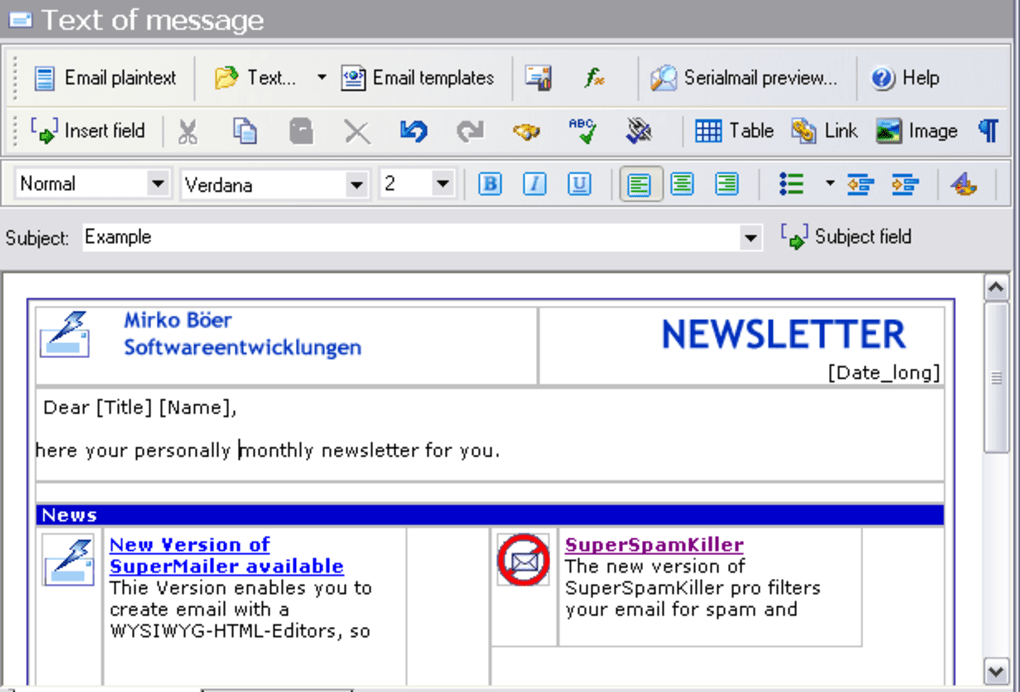 Text of message
Email plaintext Text... Email templates Serialmail preview... Help
Insert field ABC Table Link Image
Normal Verdana 2 B I U
Subject: Example Subject field
Mirko Böer
Softwareentwicklungen
NEWSLETTER
[Date_long]
Dear [Title] [Name],
here your personally monthly newsletter for you.
News
New Version of
SuperMailer available
Thie Version enables you to
create email with a
WYSIWYG-HTML-Editors, so
SuperSpamKiller
The new version of
SuperSpamKiller pro filters
your email for spam and